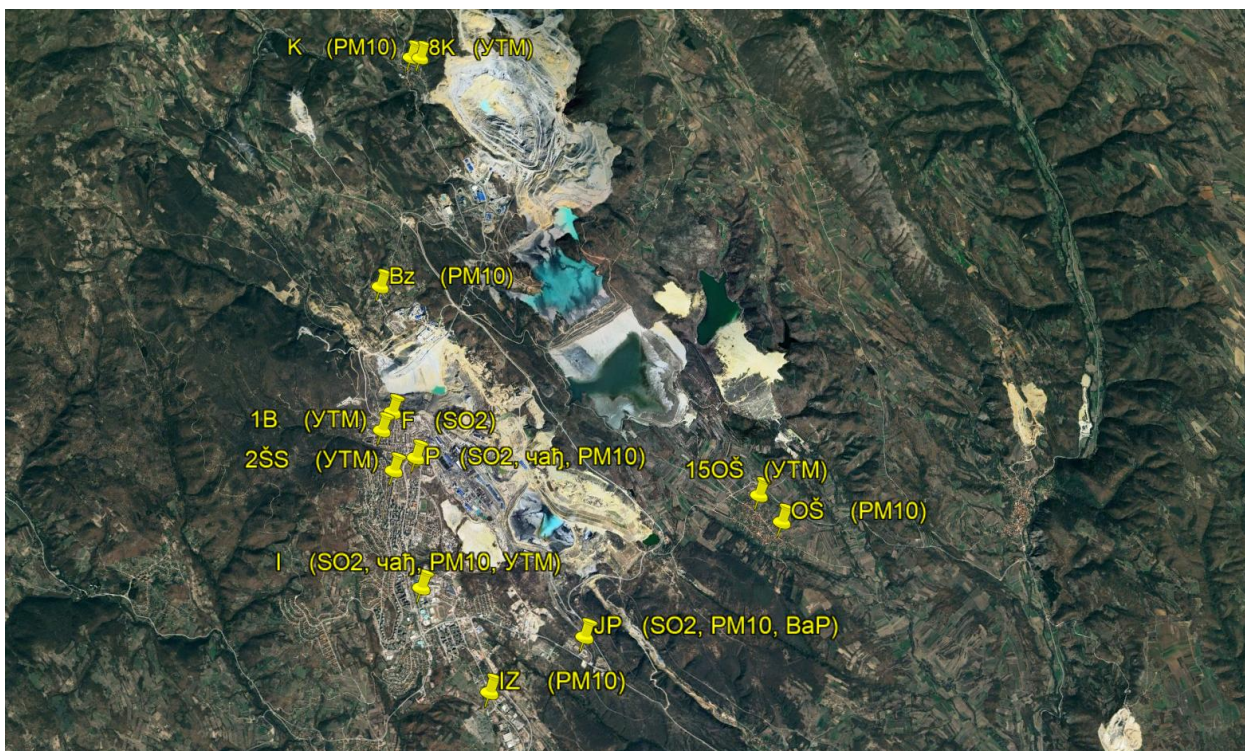 K (PM10)
8K (УТМ)
Bz (PM10)
1B (УТМ)
F (SO2)
2ŠS (УТМ)
P (SO2, чађ, PM10)
15OŠ (УТМ)
OŠ (PM10)
I (SO2, чађ, PM10, УТМ)
JP (SO2, PM10, BaP)
IZ (PM10)